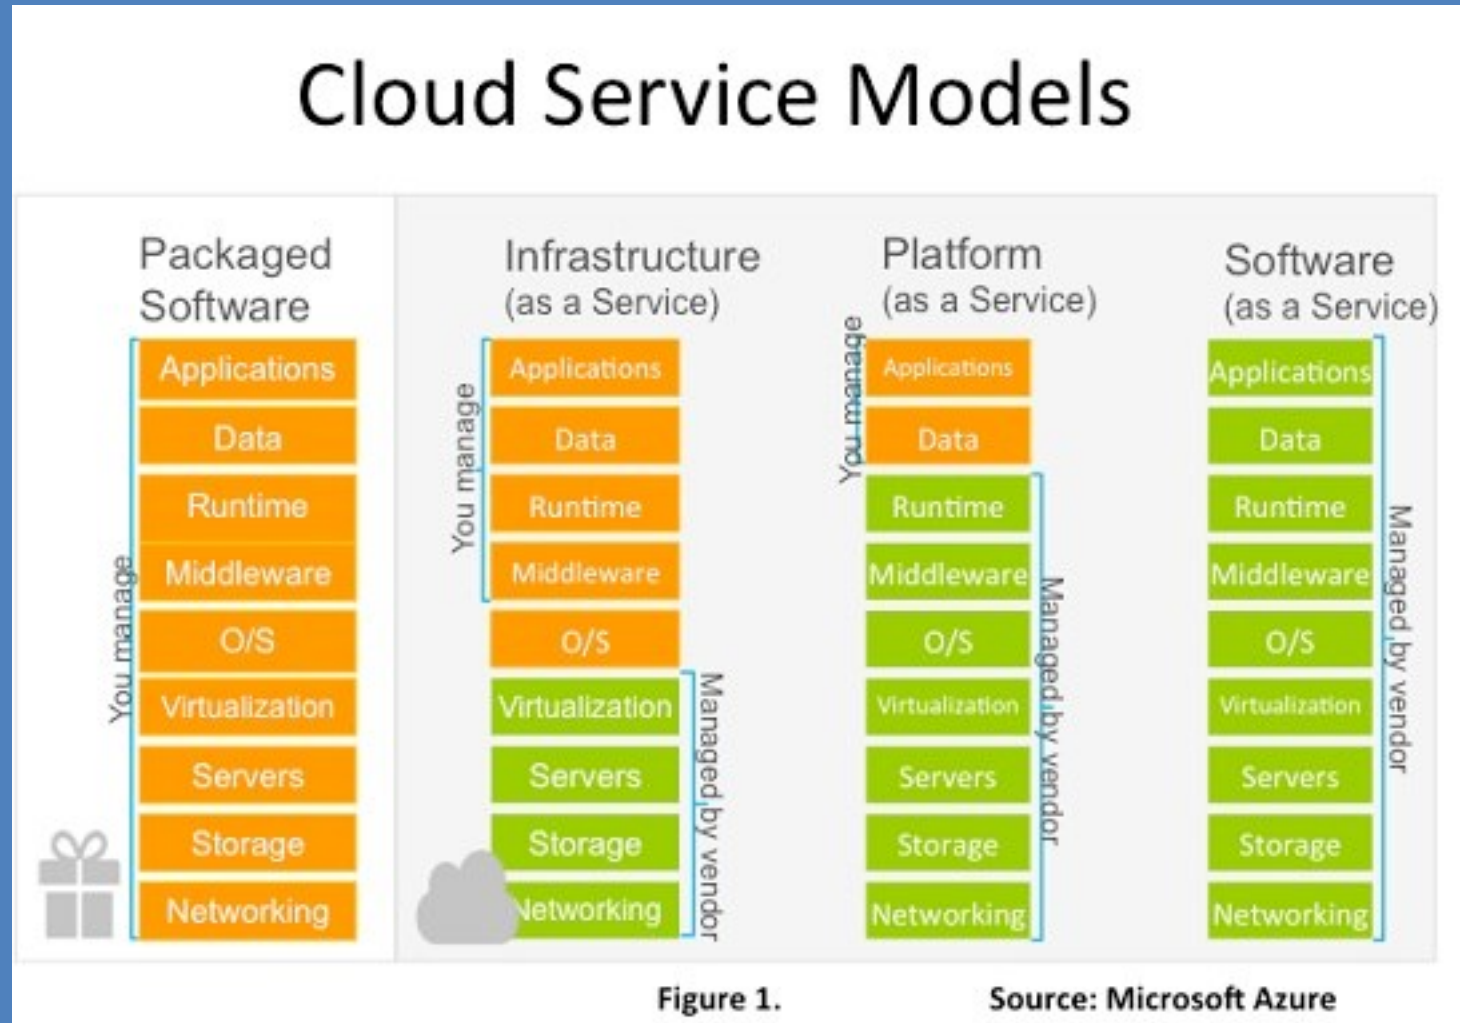 Cloud Service Models
Packaged
Software
You manage
Applications
Data
Runtime
Middleware
O/S
Virtualization
Servers
Storage
Networking
Infrastructure
(as a Service)
You manage
Applications
Data
Runtime
Middleware
O/S
Virtualization
Servers
Storage
Networking
Managed by vendor
Platform
(as a Service)
You manage
Applications
Data
Runtime
Middleware
O/S
Virtualization
Servers
Storage
Networking
Managed by vendor
Software
(as a Service)
Applications
Data
Runtime
Middleware
O/S
Virtualization
Servers
Storage
Networking
Managed by vendor
Figure 1.
Source: Microsoft Azure